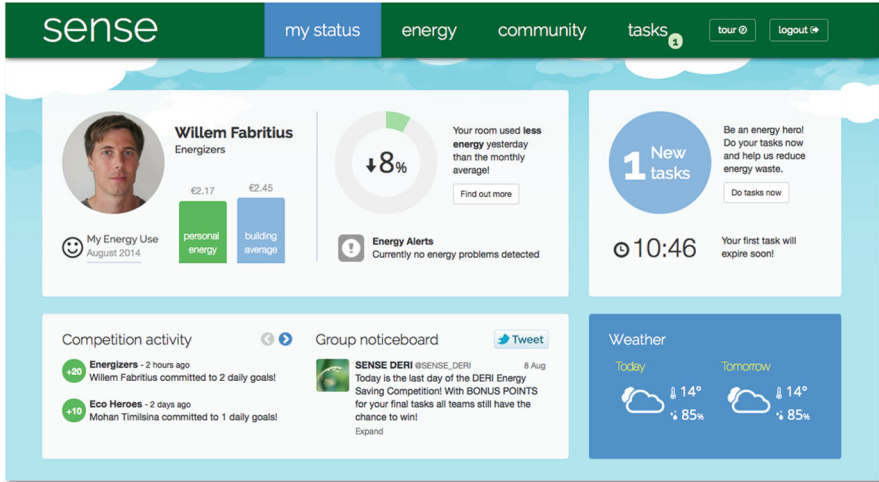 sense
my status
energy
community
tasks
1
tour
logout
Willem Fabritius
Energizers
€2.17
€2.45
personal
energy
building
average
My Energy Use
August 2014
8%
Your room used less
energy yesterday
than the monthly
average!
Find out more
Energy Alerts
Currently no energy problems detected
1 New
tasks
Be an energy hero!
Do your tasks now
and help us reduce
energy waste.
Do tasks now
10:46
Your first task will
expire soon!
Competition activity
+20
Energizers - 2 hours ago
Willem Fabritius committed to 2 daily goals!
+10
Eco Heroes - 2 days ago
Mohan Timilsina committed to 1 daily goals!
Group noticeboard
Tweet
SENSE DERI @SENSE_DERI 8 Aug
Today is the last day of the DERI Energy
Saving Competition! With BONUS POINTS
for your final tasks all teams still have the
chance to win!
Expand
Weather
Today
Tomorrow
14°
85%
14°
85%